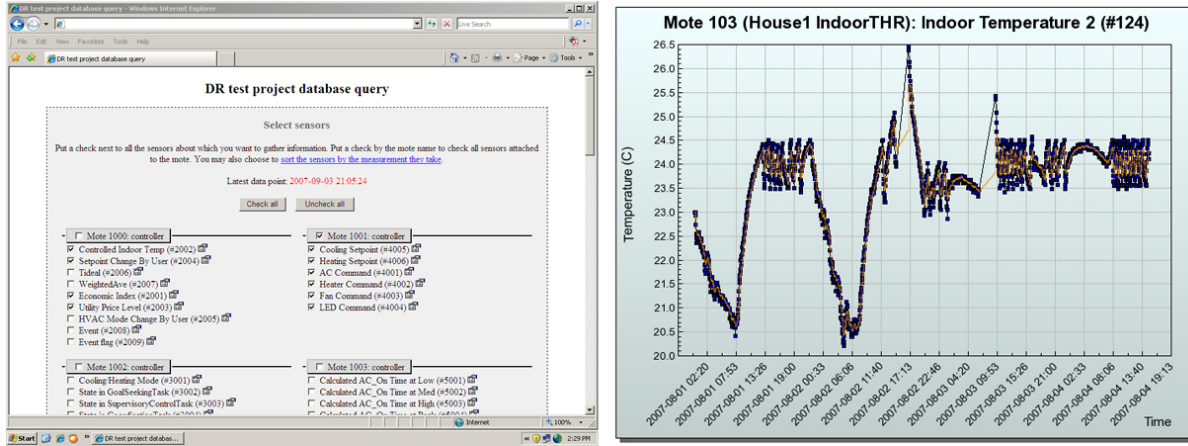 DR test project database query - Windows Internet Explorer
Live Search
File Edit View Favorites Tools Help
DR test project database query
Page Tools
DR test project database query
Select sensors
Put a check next to all the sensors about which you want to gather information. Put a check by the mote name to check all sensors attached
to the mote. You may also choose to sort the sensors by the measurement they take.
Latest data point: 2007-09-03 21:05:24
Check all Uncheck all
Mote 1000: controller
Controlled Indoor Temp (#2002)
Setpoint Change By User (#2004)
Tideal (#2006)
WeightedAve (#2007)
Economic Index (#2001)
Utility Price Level (#2003)
HVAC Mode Change By User (#2005)
Event (#2008)
Event flag (#2009)
Mote 1001: controller
Cooling Setpoint (#4005)
Heating Setpoint (#4006)
AC Command (#4001)
Heater Command (#4002)
Fan Command (#4003)
LED Command (#4004)
Mote 1002: controller
Cooling/Heating Mode (#3001)
State in GoalSeekingTask (#3002)
State in SupervisoryControlTask (#3003)
Mote 1003: controller
Calculated AC_On Time at Low (#5001)
Calculated AC_On Time at Med (#5002)
Calculated AC_On Time at High (#5003)
Internet 100%
Start DR test project databas... 2:29 PM
Mote 103 (House1 IndoorTHR): Indoor Temperature 2 (#124)
Temperature (C)
26.5
26.0
25.5
25.0
24.5
24.0
23.5
23.0
22.5
22.0
21.5
21.0
20.5
20.0
2007-08-01 02:20
2007-08-01 07:53
2007-08-01 13:26
2007-08-01 19:00
2007-08-02 00:33
2007-08-02 06:06
2007-08-02 11:40
2007-08-02 17:13
2007-08-02 22:46
2007-08-03 04:20
2007-08-03 09:53
2007-08-03 15:26
2007-08-03 21:00
2007-08-04 02:33
2007-08-04 08:06
2007-08-04 13:40
2007-08-04 19:13
Time